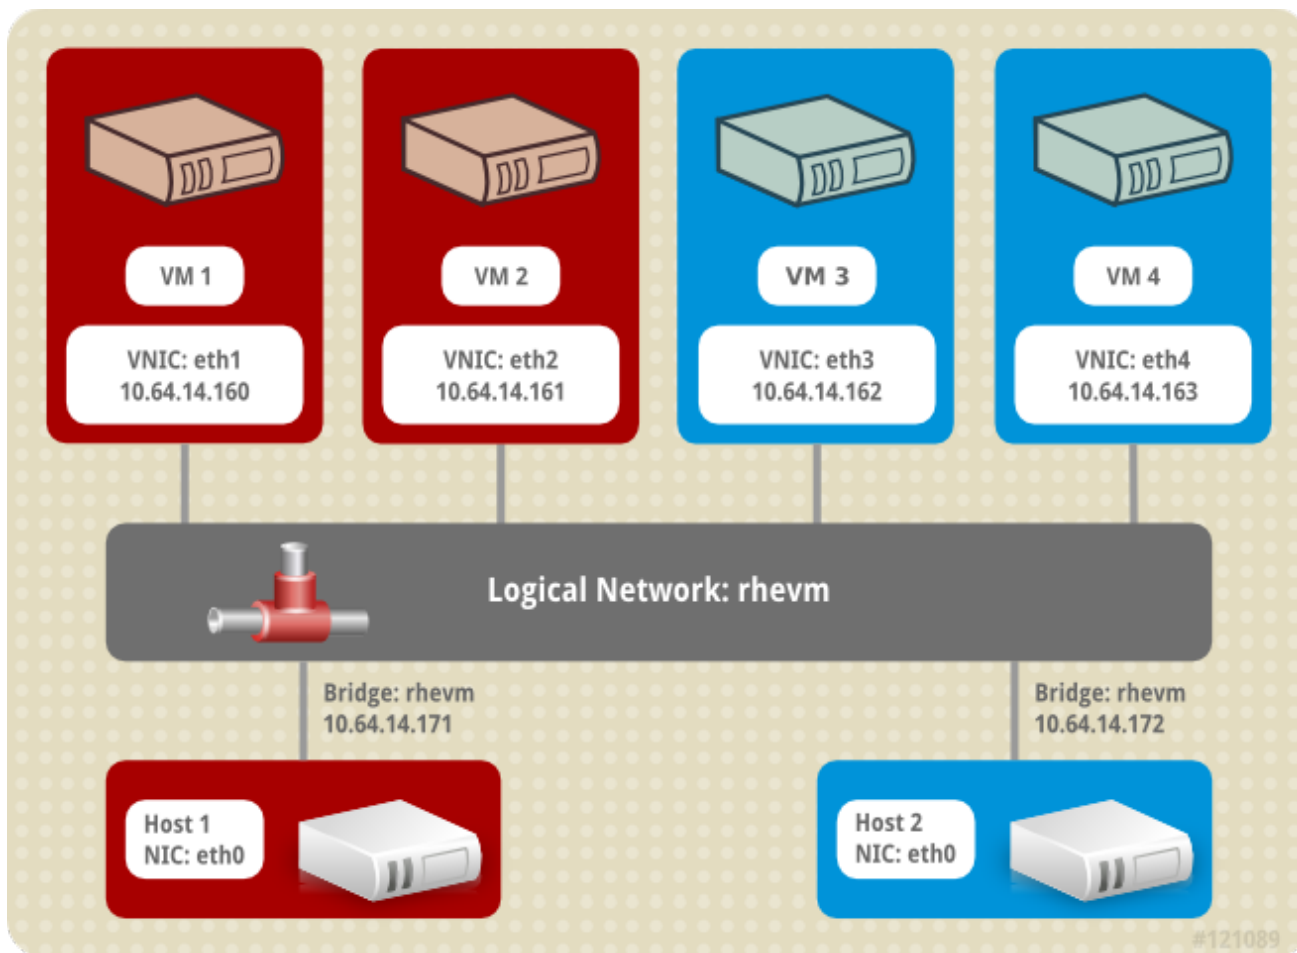 VM 1
VM 2
VM 3
VM 4
VNIC: eth1
10.64.14.160
VNIC: eth2
10.64.14.161
VNIC: eth3
10.64.14.162
VNIC: eth4
10.64.14.163
Logical Network: rhevm
Bridge: rhevm
10.64.14.171
Bridge: rhevm
10.64.14.172
Host 1
NIC: eth0
Host 2
NIC: eth0
#121089